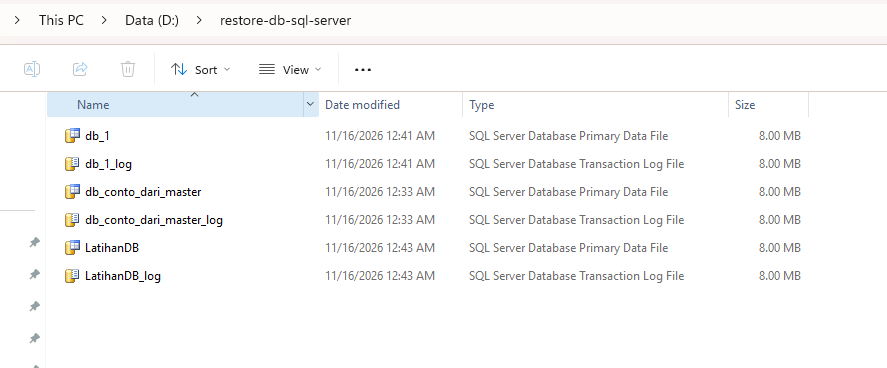 This PC > Data (D:) > restore-db-sql-server
Sort View
Name Date modified Type Size
db_1 11/16/2026 12:41 AM SQL Server Database Primary Data File 8.00 MB
db_1_log 11/16/2026 12:41 AM SQL Server Database Transaction Log File 8.00 MB
db_conto_dari_master 11/16/2026 12:33 AM SQL Server Database Primary Data File 8.00 MB
db_conto_dari_master_log 11/16/2026 12:33 AM SQL Server Database Transaction Log File 8.00 MB
LatihanDB 11/16/2026 12:43 AM SQL Server Database Primary Data File 8.00 MB
LatihanDB_log 11/16/2026 12:43 AM SQL Server Database Transaction Log File 8.00 MB